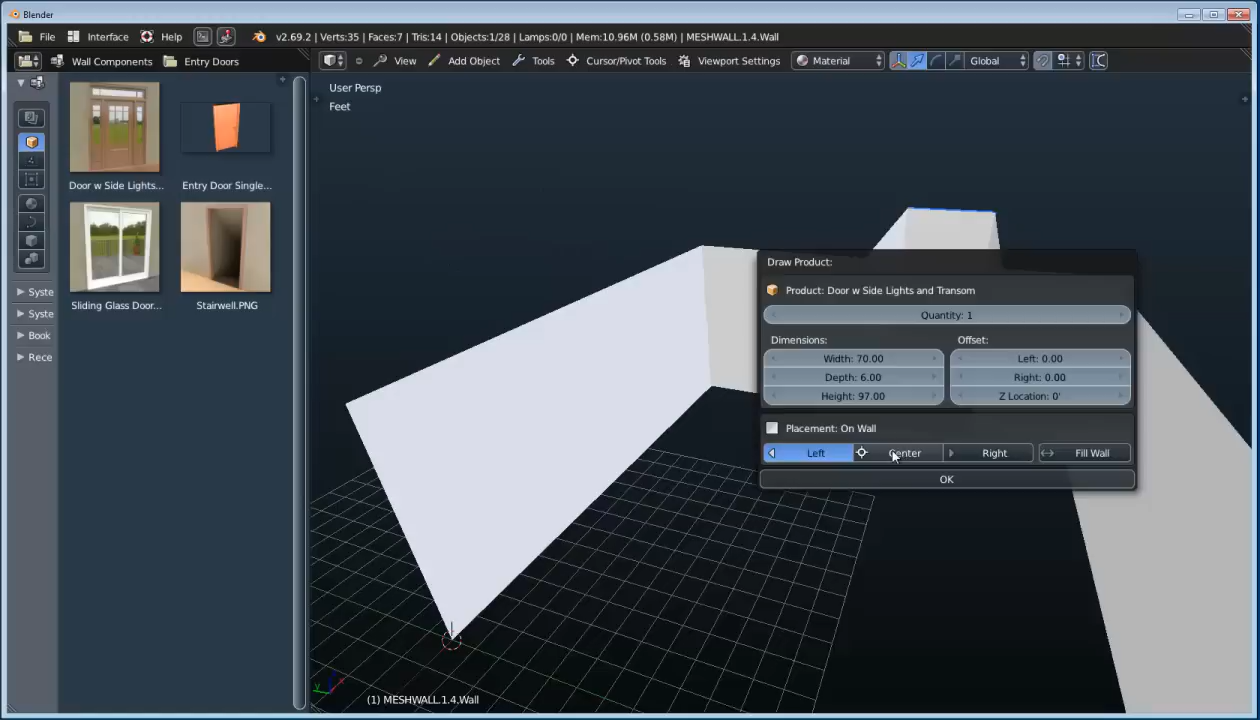 Blender
File Interface Help v2.69.2 | Verts:35 | Faces:7 | Tris:14 | Objects:1/28 | Lamps:0/0 | Mem:10.96M (0.58M) | MESHWALL.1.4.Wall
Wall Components Entry Doors View Add Object Tools Cursor/Pivot Tools Viewport Settings Material Global
User Persp
Feet
Door w Side Lights... Entry Door Single...
Sliding Glass Door... Stairwell.PNG
Syste
Syste
Book
Rece
Draw Product:
Product: Door w Side Lights and Transom
Quantity: 1
Dimensions: Offset:
Width: 70.00 Left: 0.00
Depth: 6.00 Right: 0.00
Height: 97.00 Z Location: 0'
Placement: On Wall
Left Center Right Fill Wall
OK
(1) MESHWALL.1.4.Wall